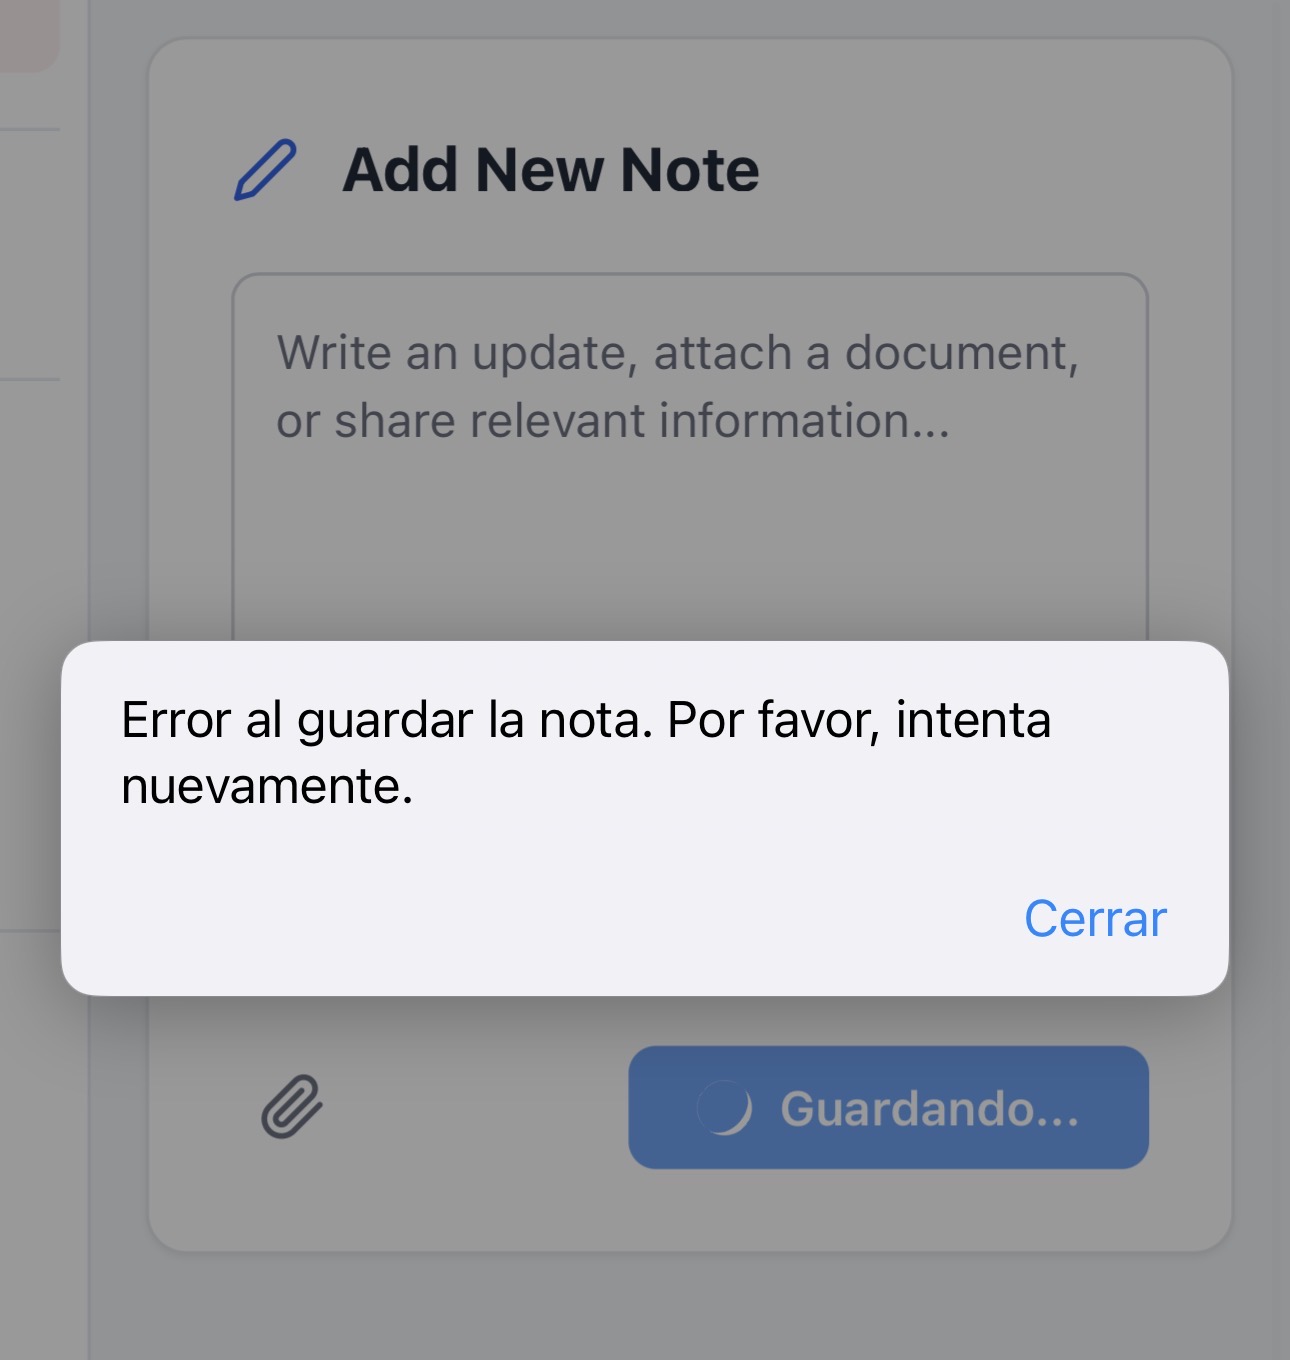 Add New Note
Write an update, attach a document,
or share relevant information...
Error al guardar la nota. Por favor, intenta
nuevamente.
Cerrar
Guardando...